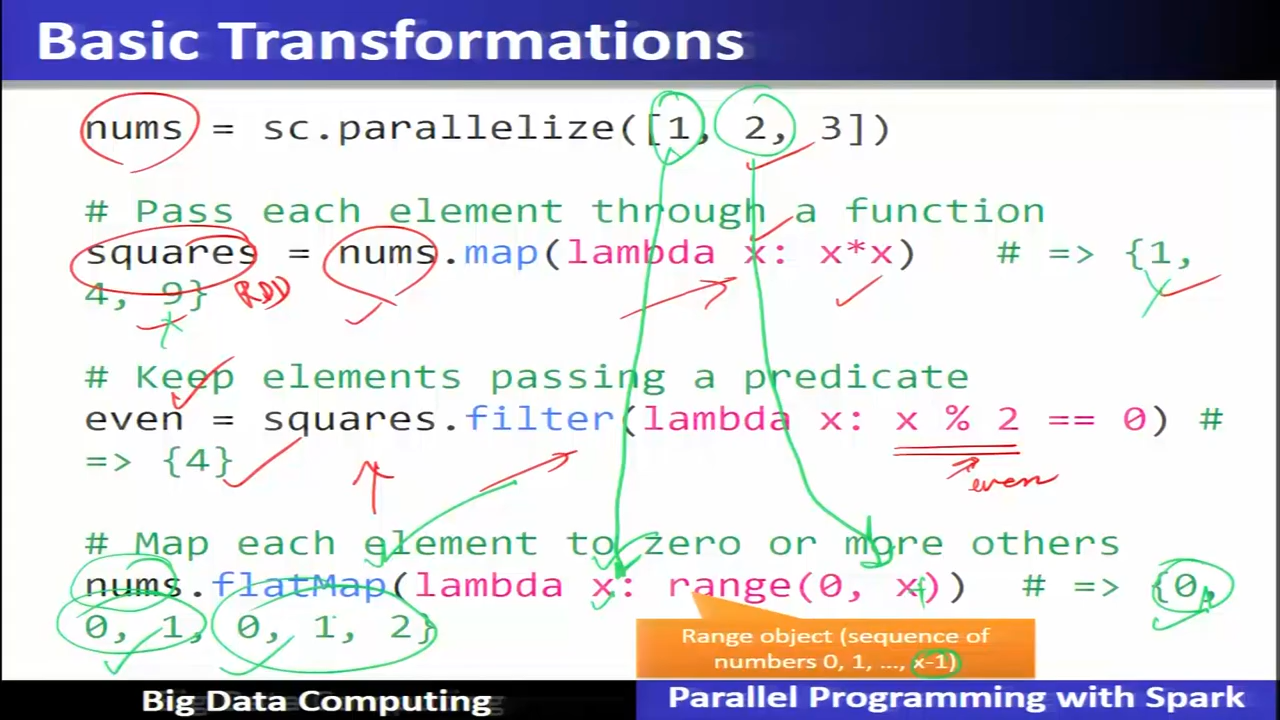 Basic Transformations
nums = sc.parallelize([1, 2, 3])
# Pass each element through a function
squares = nums.map(lambda x: x*x) # => {1,
4, 9} RDD
# Keep elements passing a predicate
even = squares.filter(lambda x: x % 2 == 0) #
=> {4}
even
# Map each element to zero or more others
nums.flatMap(lambda x: range(0, x)) # => {0,
0, 1, 0, 1, 2}
Range object (sequence of
numbers 0, 1, …, x-1)
Big Data Computing
Parallel Programming with Spark